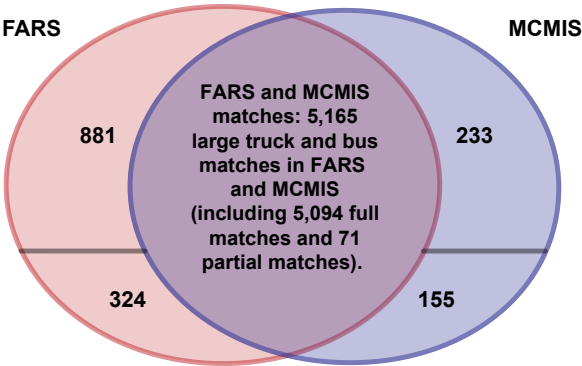 FARS
MCMIS
FARS and MCMIS
matches: 5,165
large truck and bus
matches in FARS
and MCMIS
(including 5,094 full
matches and 71
partial matches).
881
233
324
155